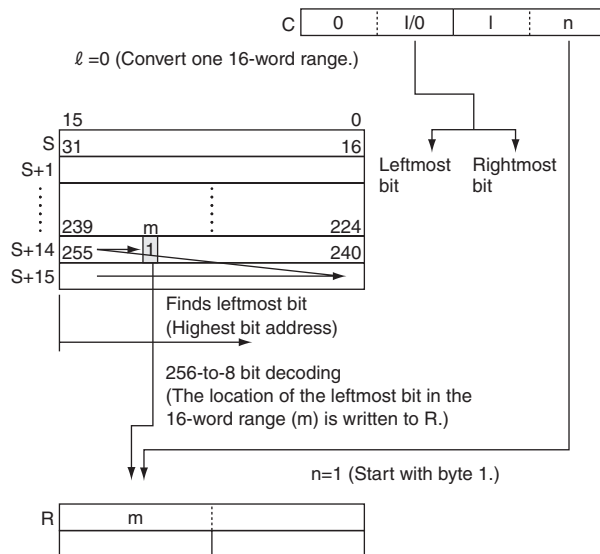 C 0 l/0 l n
ℓ =0 (Convert one 16-word range.)
15 0
S 31 16
S+1
Leftmost bit
Rightmost bit
239 m 224
S+14 255 1 240
S+15
Finds leftmost bit
(Highest bit address)
256-to-8 bit decoding
(The location of the leftmost bit in the
16-word range (m) is written to R.)
n=1 (Start with byte 1.)
R m